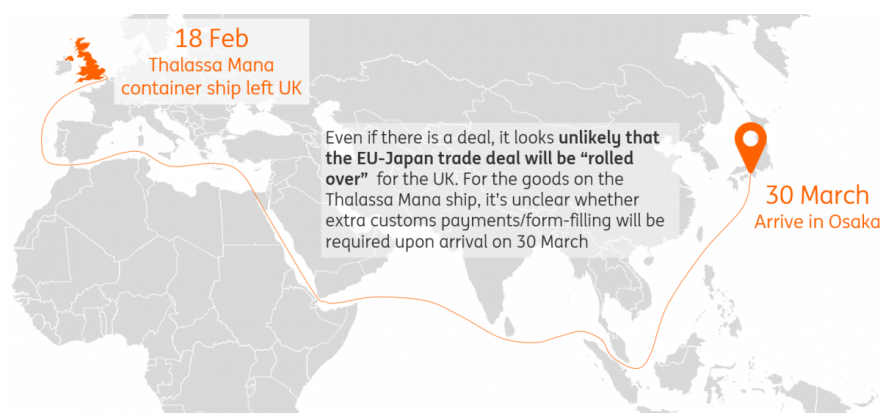 18 Feb
Thalassa Mana
container ship left UK
Even if there is a deal, it looks unlikely that
the EU-Japan trade deal will be “rolled
over” for the UK. For the goods on the
Thalassa Mana ship, it’s unclear whether
extra customs payments/form-filling will be
required upon arrival on 30 March
30 March
Arrive in Osaka